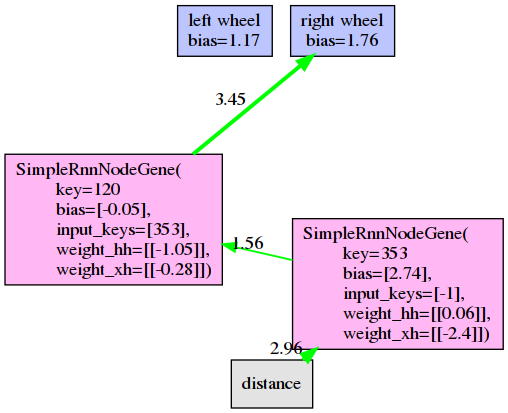 left wheel
bias=1.17
right wheel
bias=1.76
3.45
SimpleRnnNodeGene(
key=120
bias=[-0.05],
input_keys=[353],
weight_hh=[[-1.05]],
weight_xh=[[-0.28]])
1.56
SimpleRnnNodeGene(
key=353
bias=[2.74],
input_keys=[-1],
weight_hh=[[0.06]],
weight_xh=[[-2.4]])
2.96
distance